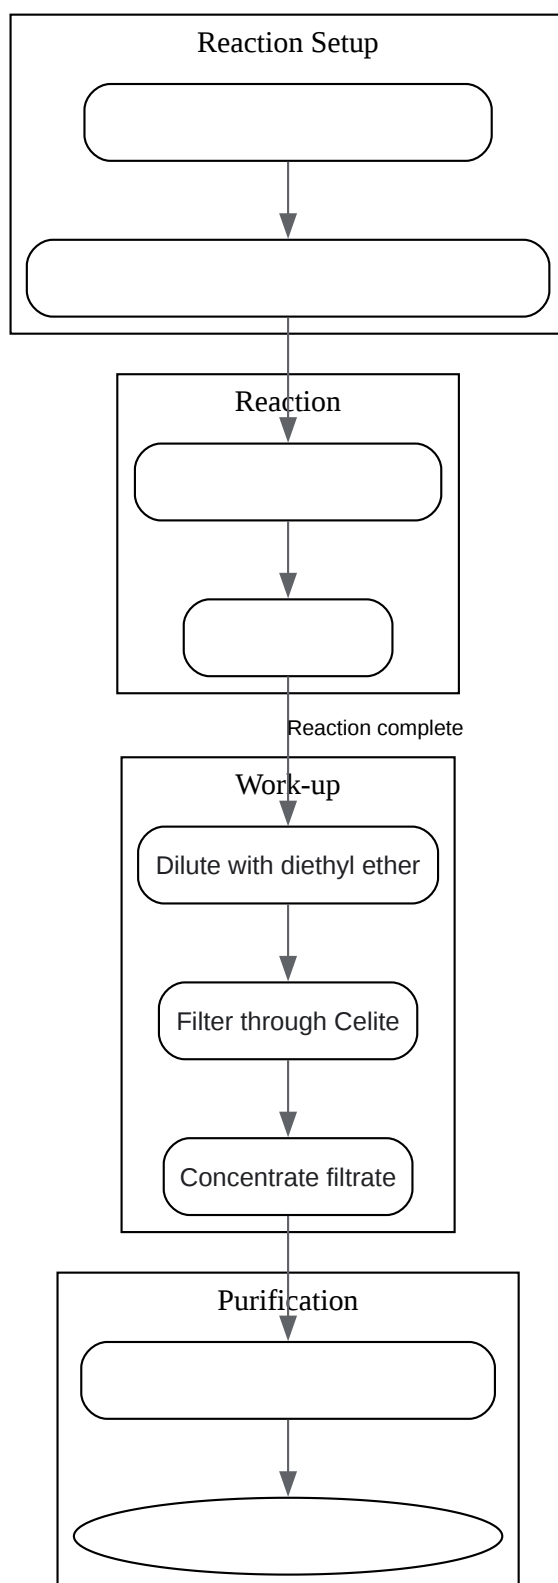 Reaction Setup
Reaction
Reaction complete
Work-up
Dilute with diethyl ether
Filter through Celite
Concentrate filtrate
Purification